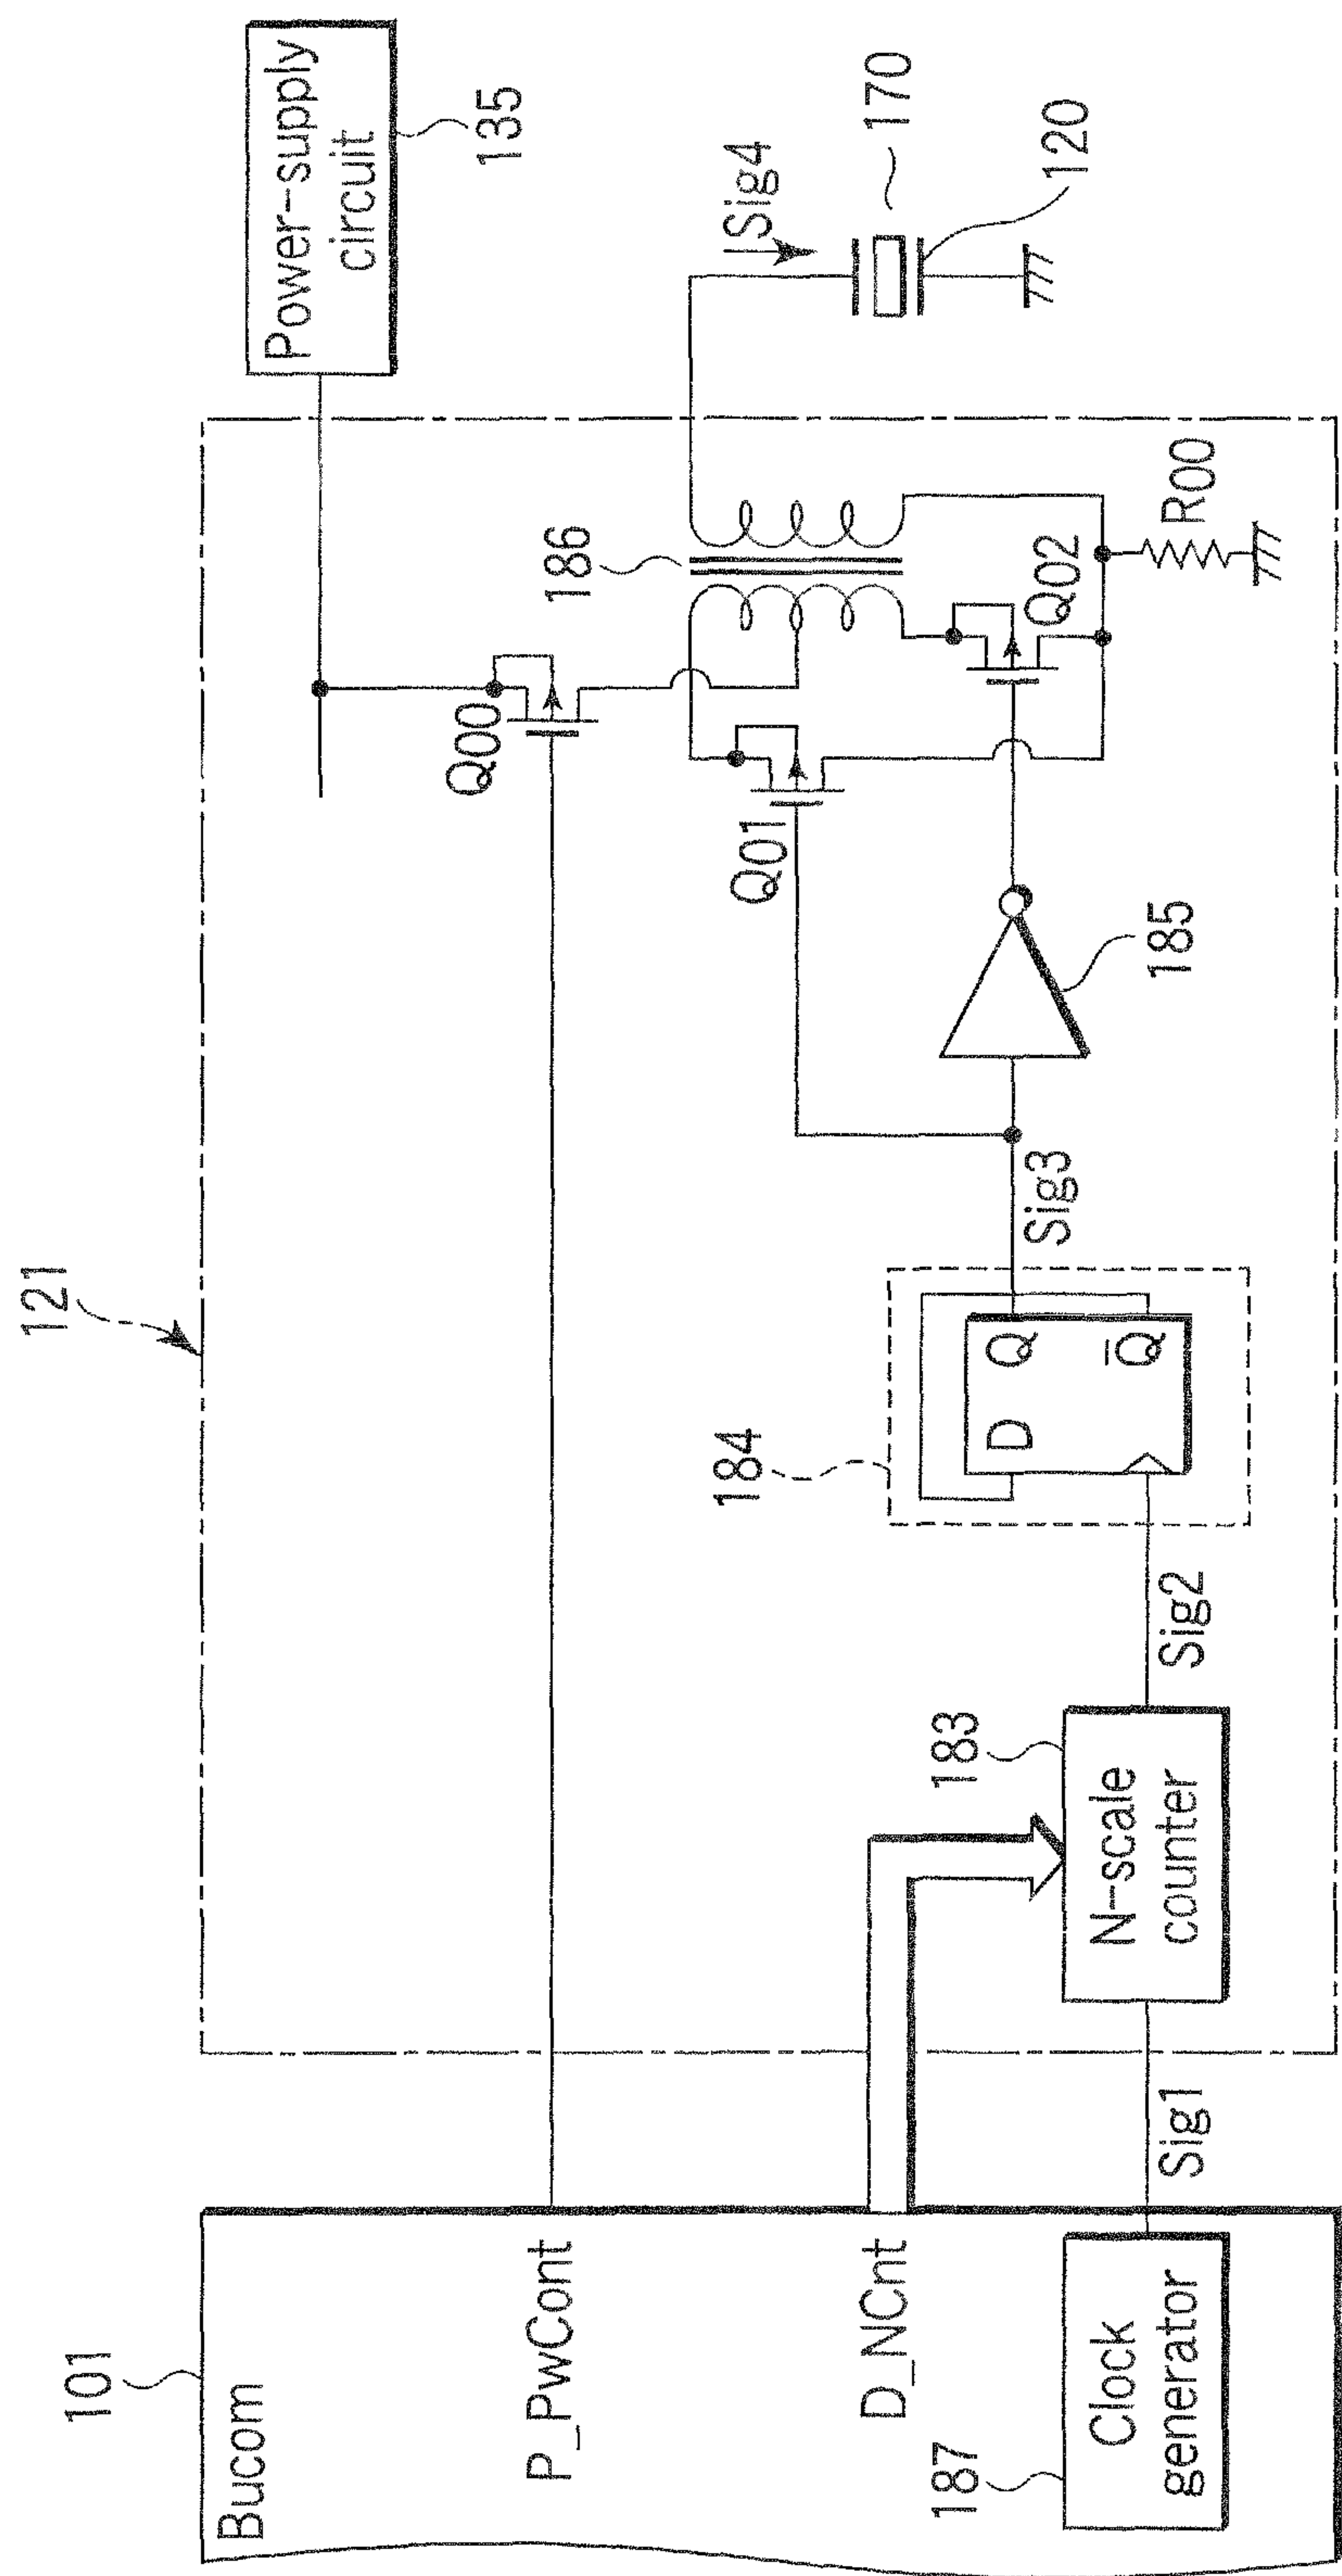 121
101
Bucom
P_PwCont
D_NCnt
187
Clock
generator
Sig1
183
N-scale
counter
Sig2
184
D
Q
Q̅
Sig3
185
Q00
Q01
Q02
186
R00
Power-supply
circuit
135
Sig4
170
120